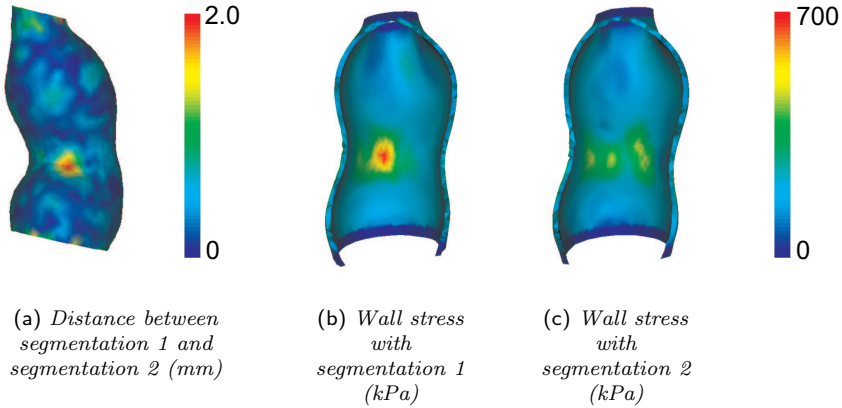 2.0
0
700
0
(a) Distance between
segmentation 1 and
segmentation 2 (mm)
(b) Wall stress
with
segmentation 1
(kPa)
(c) Wall stress
with
segmentation 2
(kPa)